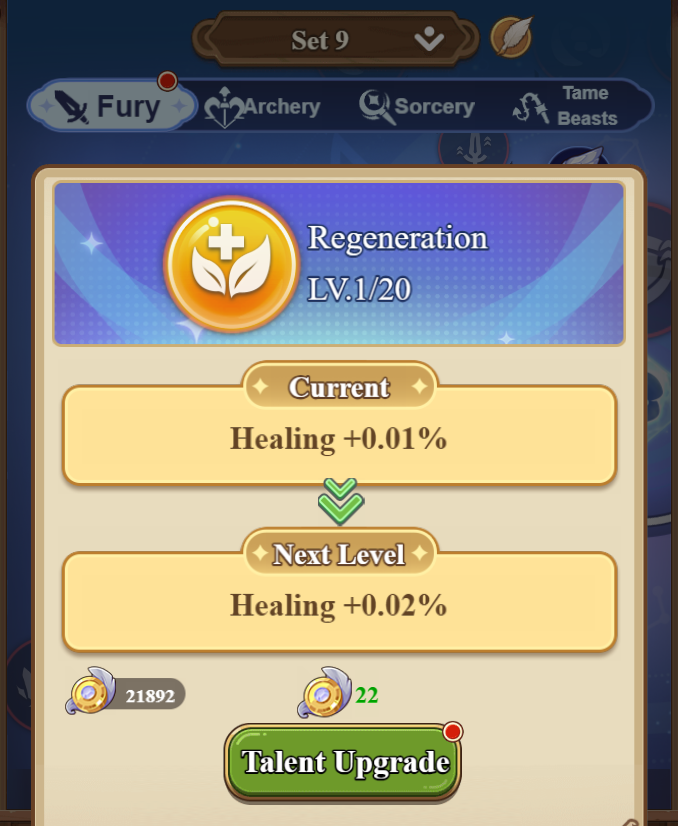 Set 9
Fury
Archery
Sorcery
Tame
Beasts
Regeneration
LV.1/20
Current
Healing +0.01%
Next Level
Healing +0.02%
21892
22
Talent Upgrade